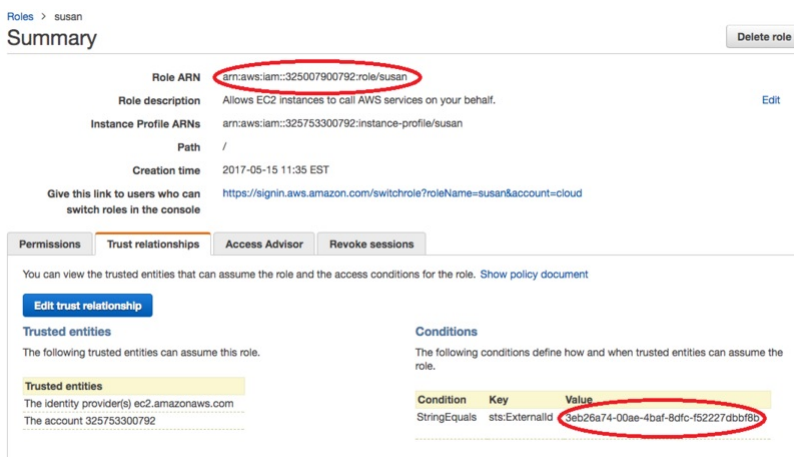 Roles > susan
Summary
Delete role
Role ARN arn:aws:iam::325007900792:role/susan
Role description Allows EC2 instances to call AWS services on your behalf. Edit
Instance Profile ARNs arn:aws:iam::325753300792:instance-profile/susan
Path /
Creation time 2017-05-15 11:35 EST
Give this link to users who can https://signin.aws.amazon.com/switchrole?roleName=susan&account=cloud
switch roles in the console
Permissions Trust relationships Access Advisor Revoke sessions
You can view the trusted entities that can assume the role and the access conditions for the role. Show policy document
Edit trust relationship
Trusted entities
The following trusted entities can assume this role.
Trusted entities
The identity provider(s) ec2.amazonaws.com
The account 325753300792
Conditions
The following conditions define how and when trusted entities can assume the
role.
Condition Key Value
StringEquals sts:ExternalId 3eb26a74-00ae-4baf-8dfc-f52227dbbf8b